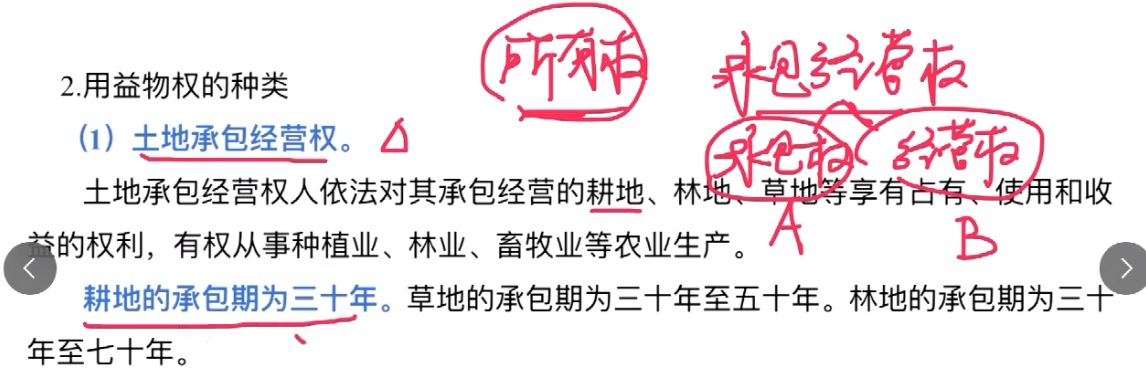 所有权 承包经营权
2.用益物权的种类
（1）土地承包经营权。 △
承包权 经营权
土地承包经营权人依法对其承包经营的耕地、林地、草地等享有占有、使用和收
A B
益的权利，有权从事种植业、林业、畜牧业等农业生产。
耕地的承包期为三十年。草地的承包期为三十年至五十年。林地的承包期为三十
年至七十年。